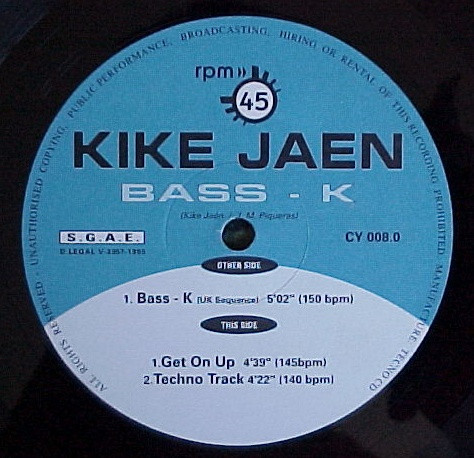 ALL RIGHTS RESERVED - UNAUTHORISED COPYING, PUBLIC PERFORMANCE, BROADCASTING, HIRING OR RENTAL OF THIS RECORDING PROHIBITED MANUFACTURE TECNO CD
rpm
45
KIKE JAEN
BASS - K
(Kike Jaén / J. M. Piqueras)
S.G.A.E.
CY 008.0
D.LEGAL V-3357-1995
OTHER SIDE
1. Bass - K (UK Sequence) 5'02" (150 bpm)
THIS SIDE
1.Get On Up 4'39" (145bpm)
2.Techno Track 4'22" (140 bpm)